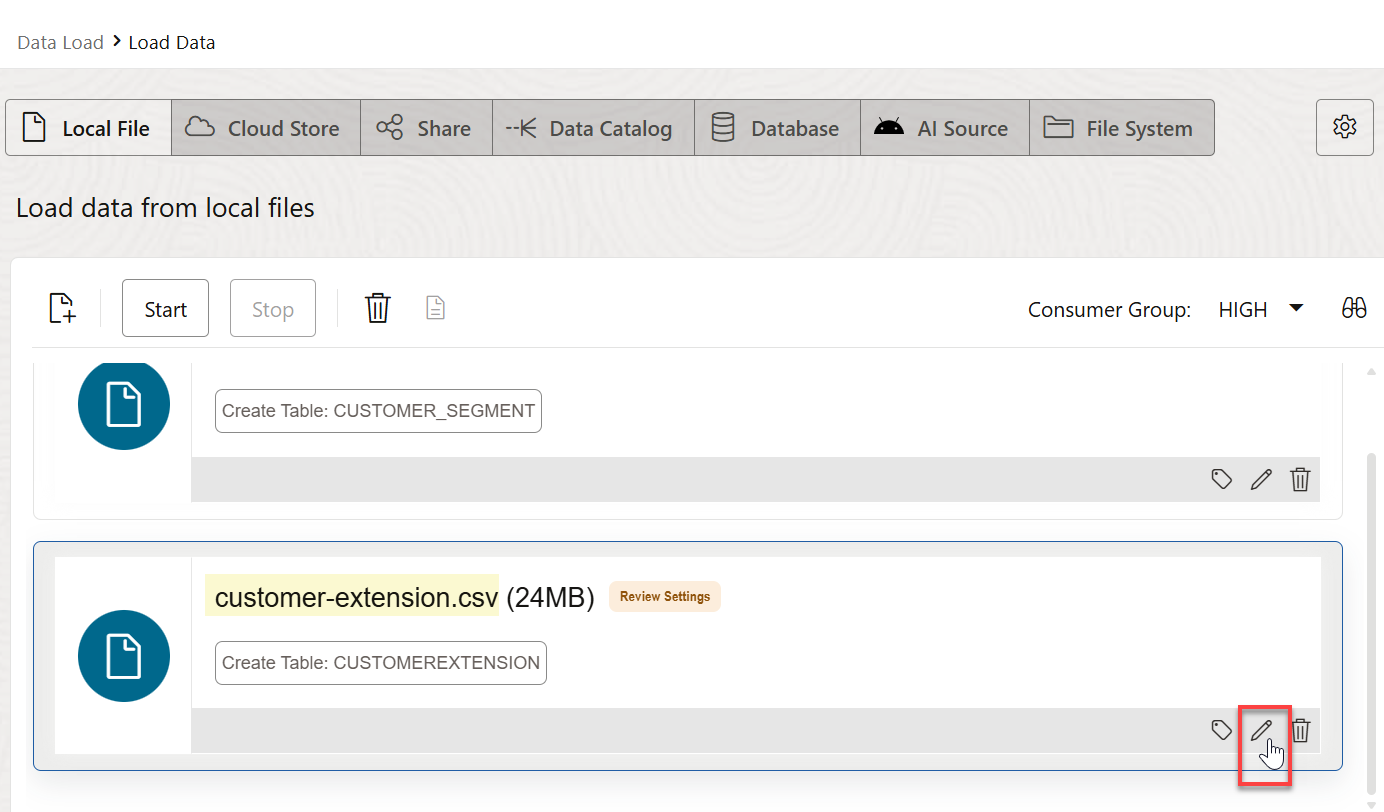 Data Load > Load Data
Local File Cloud Store Share Data Catalog Database AI Source File System
Load data from local files
Start Stop Consumer Group: HIGH
Create Table: CUSTOMER_SEGMENT
customer-extension.csv (24MB) Review Settings
Create Table: CUSTOMEREXTENSION